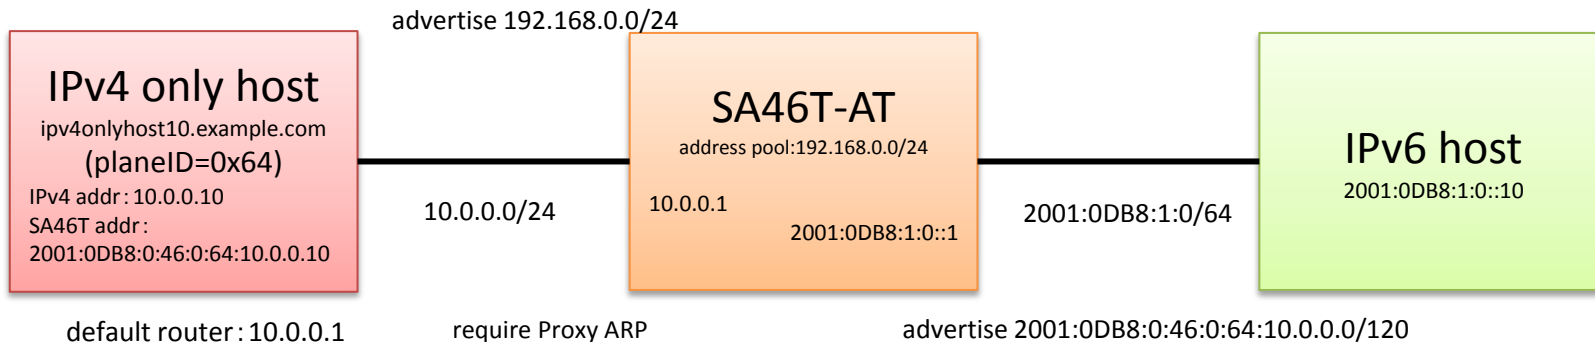 advertise 192.168.0.0/24
IPv4 only host
ipv4onlyhost10.example.com
(planeID=0x64)
IPv4 addr : 10.0.0.10
SA46T addr :
2001:0DB8:0:46:0:64:10.0.0.10
10.0.0.0/24
SA46T-AT
address pool:192.168.0.0/24
10.0.0.1
2001:0DB8:1:0::1
2001:0DB8:1:0/64
IPv6 host
2001:0DB8:1:0::10
default router : 10.0.0.1
require Proxy ARP
advertise 2001:0DB8:0:46:0:64:10.0.0.0/120